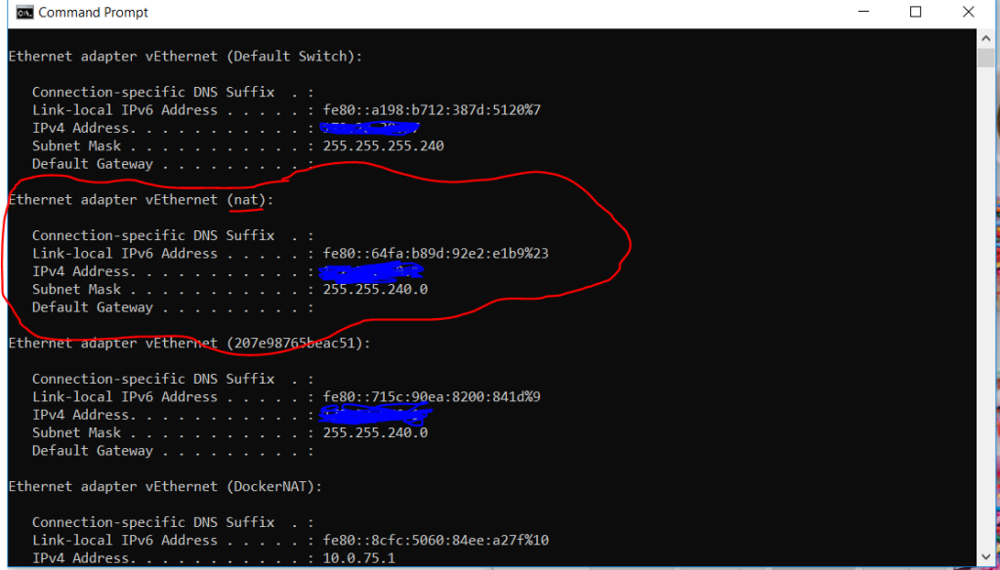 Command Prompt
Ethernet adapter vEthernet (Default Switch):
Connection-specific DNS Suffix  . :
Link-local IPv6 Address . . . . . : fe80::a198:b712:387d:5120%7
IPv4 Address. . . . . . . . . . . :
Subnet Mask . . . . . . . . . . . : 255.255.255.240
Default Gateway . . . . . . . . . :
Ethernet adapter vEthernet (nat):
Connection-specific DNS Suffix  . :
Link-local IPv6 Address . . . . . : fe80::64fa:b89d:92e2:e1b9%23
IPv4 Address. . . . . . . . . . . :
Subnet Mask . . . . . . . . . . . : 255.255.240.0
Default Gateway . . . . . . . . . :
Ethernet adapter vEthernet (207e98765beac51):
Connection-specific DNS Suffix  . :
Link-local IPv6 Address . . . . . : fe80::715c:90ea:8200:841d%9
IPv4 Address. . . . . . . . . . . :
Subnet Mask . . . . . . . . . . . : 255.255.240.0
Default Gateway . . . . . . . . . :
Ethernet adapter vEthernet (DockerNAT):
Connection-specific DNS Suffix  . :
Link-local IPv6 Address . . . . . : fe80::8cfc:5060:84ee:a27f%10
IPv4 Address. . . . . . . . . . . : 10.0.75.1